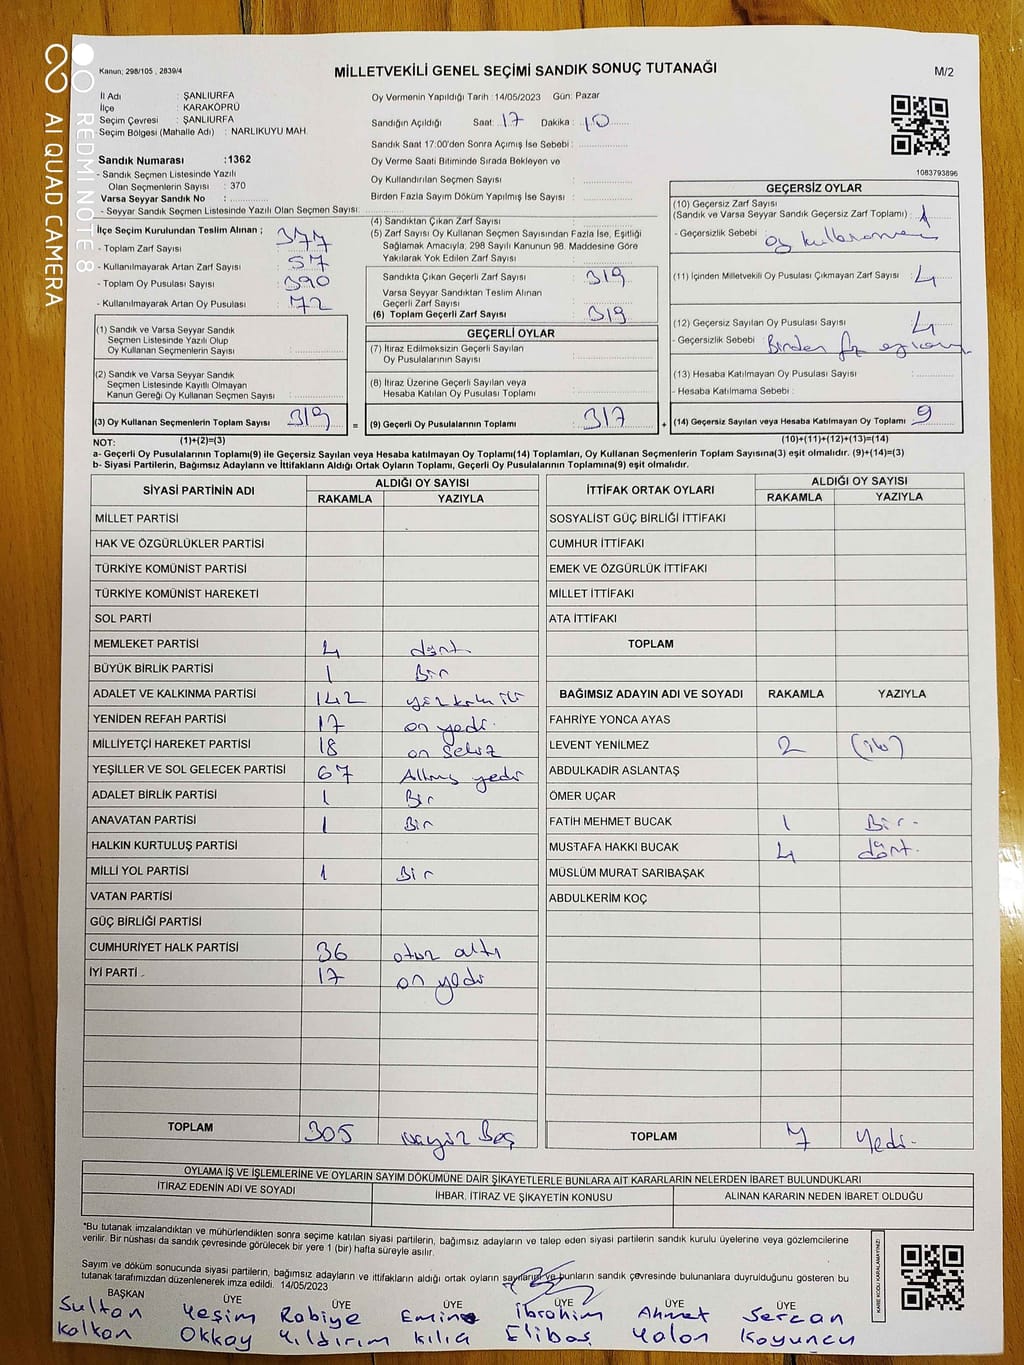 Kanun; 298/105 , 2839/4
MİLLETVEKİLİ GENEL SEÇİMİ SANDIK SONUÇ TUTANAĞI
M/2
İl Adı : ŞANLIURFA
İlçe : KARAKÖPRÜ
Seçim Çevresi : ŞANLIURFA
Seçim Bölgesi (Mahalle Adı) : NARLIKUYU MAH.
Sandık Numarası :1362
- Sandık Seçmen Listesinde Yazılı
Olan Seçmenlerin Sayısı : 370
Varsa Seyyar Sandık No :
- Seyyar Sandık Seçmen Listesinde Yazılı Olan Seçmen Sayısı:
İlçe Seçim Kurulundan Teslim Alınan ;
- Toplam Zarf Sayısı 377
- Kullanılmayarak Artan Zarf Sayısı 57
- Toplam Oy Pusulası Sayısı 390
- Kullanılmayarak Artan Oy Pusulası 72
(1) Sandık ve Varsa Seyyar Sandık
Seçmen Listesinde Yazılı Olup
Oy Kullanan Seçmenlerin Sayısı :
(2) Sandık ve Varsa Seyyar Sandık
Seçmen Listesinde Kayıtlı Olmayan
Kanun Gereği Oy Kullanan Seçmen Sayısı :
(3) Oy Kullanan Seçmenlerin Toplam Sayısı : 319
Oy Vermenin Yapıldığı Tarih :14/05/2023 Gün: Pazar
Sandığın Açıldığı Saat: 17 Dakika : 10
Sandık Saat 17:00'den Sonra Açımış İse Sebebi :
Oy Verme Saati Bitiminde Sırada Bekleyen ve
Oy Kullandırılan Seçmen Sayısı :
Birden Fazla Sayım Döküm Yapılmış İse Sayısı :
(4) Sandıktan Çıkan Zarf Sayısı :
(5) Zarf Sayısı Oy Kullanan Seçmen Sayısından Fazla İse, Eşitliği
Sağlamak Amacıyla; 298 Sayılı Kanunun 98. Maddesine Göre
Yakılarak Yok Edilen Zarf Sayısı :
Sandıkta Çıkan Geçerli Zarf Sayısı : 319
Varsa Seyyar Sandıktan Teslim Alınan
Geçerli Zarf Sayısı :
(6) Toplam Geçerli Zarf Sayısı : 319
GEÇERLİ OYLAR
(7) İtiraz Edilmeksizin Geçerli Sayılan
Oy Pusulalarının Sayısı :
(8) İtiraz Üzerine Geçerli Sayılan veya
Hesaba Katılan Oy Pusulası Toplamı :
= (9) Geçerli Oy Pusulalarının Toplamı : 317 +
1083793896
GEÇERSİZ OYLAR
(10) Geçersiz Zarf Sayısı
(Sandık ve Varsa Seyyar Sandık Geçersiz Zarf Toplamı) : 1
- Geçersizlik Sebebi : oy
(11) İçinden Milletvekili Oy Pusulası Çıkmayan Zarf Sayısı : 4
(12) Geçersiz Sayılan Oy Pusulası Sayısı : 4
- Geçersizlik Sebebi : Birden
(13) Hesaba Katılmayan Oy Pusulası Sayısı :
- Hesaba Katılmama Sebebi :
(14) Geçersiz Sayılan veya Hesaba Katılmayan Oy Toplamı : 9
NOT: (1)+(2)=(3) (10)+(11)+(12)+(13)=(14)
a- Geçerli Oy Pusulalarının Toplamı(9) ile Geçersiz Sayılan veya Hesaba Katılmayan Oy Toplamı(14) Toplamları, Oy Kullanan Seçmenlerin Toplam Sayısına(3) eşit olmalıdır. (9)+(14)=(3)
b- Siyasi Partilerin, Bağımsız Adayların ve İttifakların Aldığı Ortak Oyların Toplamı, Geçerli Oy Pusulalarının Toplamına(9) eşit olmalıdır.
SİYASİ PARTİNİN ADI ALDIĞI OY SAYISI
RAKAMLA YAZIYLA
MİLLET PARTİSİ
HAK VE ÖZGÜRLÜKLER PARTİSİ
TÜRKİYE KOMÜNİST PARTİSİ
TÜRKİYE KOMÜNİST HAREKETİ
SOL PARTİ
MEMLEKET PARTİSİ 4 dört
BÜYÜK BİRLİK PARTİSİ 1 Bir
ADALET VE KALKINMA PARTİSİ 142 yüz kırk iki
YENİDEN REFAH PARTİSİ 17 on yedi.
MİLLİYETÇİ HAREKET PARTİSİ 18 on sekiz
YEŞİLLER VE SOL GELECEK PARTİSİ 67 Altmış yedi
ADALET BİRLİK PARTİSİ 1 Bir
ANAVATAN PARTİSİ 1 Bir
HALKIN KURTULUŞ PARTİSİ
MİLLİ YOL PARTİSİ 1 Bir
VATAN PARTİSİ
GÜÇ BİRLİĞİ PARTİSİ
CUMHURİYET HALK PARTİSİ 36 otuz altı
İYİ PARTİ 17 on yedi
TOPLAM 305 üçyüz Beş
İTTİFAK ORTAK OYLARI ALDIĞI OY SAYISI
RAKAMLA YAZIYLA
SOSYALİST GÜÇ BİRLİĞİ İTTİFAKI
CUMHUR İTTİFAKI
EMEK VE ÖZGÜRLÜK İTTİFAKI
MİLLET İTTİFAKI
ATA İTTİFAKI
TOPLAM
BAĞIMSIZ ADAYIN ADI VE SOYADI RAKAMLA YAZIYLA
FAHRİYE YONCA AYAS
LEVENT YENİLMEZ 2 (iki)
ABDULKADİR ASLANTAŞ
ÖMER UÇAR
FATİH MEHMET BUCAK 1 Bir-
MUSTAFA HAKKI BUCAK 4 dört.
MÜSLÜM MURAT SARIBAŞAK
ABDULKERİM KOÇ
TOPLAM 7 Yedi-
OYLAMA İŞ VE İŞLEMLERİNE VE OYLARIN SAYIM DÖKÜMÜNE DAİR ŞİKAYETLERLE BUNLARA AİT KARARLARIN NELERDEN İBARET BULUNDUKLARI
İTİRAZ EDENİN ADI VE SOYADI İHBAR, İTİRAZ VE ŞİKAYETİN KONUSU ALINAN KARARIN NEDEN İBARET OLDUĞU
*Bu tutanak imzalandıktan ve mühürlendikten sonra seçime katılan siyasi partilerin, bağımsız adayların ve talep eden siyasi partilerin sandık kurulu üyelerine veya gözlemcilerine
verilir. Bir nüshası da sandık çevresinde görülecek bir yere 1 (bir) hafta süreyle asılır.
Sayım ve döküm sonucunda siyasi partilerin, bağımsız adayların ve ittifakların aldığı ortak oyların sayılarını ve bunların sandık çevresinde bulunanlara duyrulduğunu gösteren bu
tutanak tarafımızdan düzenlenerek imza edildi. 14/05/2023
BAŞKAN ÜYE ÜYE ÜYE ÜYE ÜYE ÜYE
Sultan Yeşim Rabiye Emine İbrahim Ahmet Sercan
Kalkan Okkay Yıldırım Kılıç Elibaş Yalon Koyuncu
KARE KODU KARALAMAYINIZ!
REDMI NOTE 8
AI QUAD CAMERA